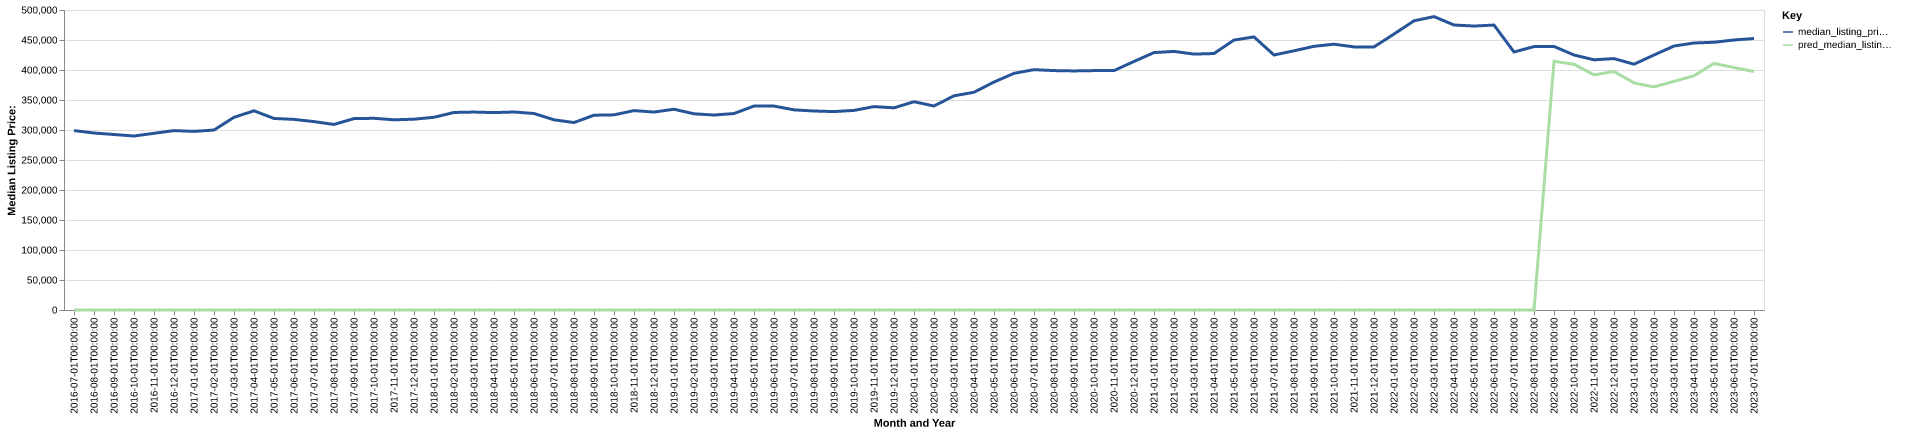 500,000
450,000
400,000
350,000
300,000
250,000
200,000
150,000
100,000
50,000
0
Median Listing Price:
2016-07-01T00:00:00
2016-08-01T00:00:00
2016-09-01T00:00:00
2016-10-01T00:00:00
2016-11-01T00:00:00
2016-12-01T00:00:00
2017-01-01T00:00:00
2017-02-01T00:00:00
2017-03-01T00:00:00
2017-04-01T00:00:00
2017-05-01T00:00:00
2017-06-01T00:00:00
2017-07-01T00:00:00
2017-08-01T00:00:00
2017-09-01T00:00:00
2017-10-01T00:00:00
2017-11-01T00:00:00
2017-12-01T00:00:00
2018-01-01T00:00:00
2018-02-01T00:00:00
2018-03-01T00:00:00
2018-04-01T00:00:00
2018-05-01T00:00:00
2018-06-01T00:00:00
2018-07-01T00:00:00
2018-08-01T00:00:00
2018-09-01T00:00:00
2018-10-01T00:00:00
2018-11-01T00:00:00
2018-12-01T00:00:00
2019-01-01T00:00:00
2019-02-01T00:00:00
2019-03-01T00:00:00
2019-04-01T00:00:00
2019-05-01T00:00:00
2019-06-01T00:00:00
2019-07-01T00:00:00
2019-08-01T00:00:00
2019-09-01T00:00:00
2019-10-01T00:00:00
2019-11-01T00:00:00
2019-12-01T00:00:00
2020-01-01T00:00:00
2020-02-01T00:00:00
2020-03-01T00:00:00
2020-04-01T00:00:00
2020-05-01T00:00:00
2020-06-01T00:00:00
2020-07-01T00:00:00
2020-08-01T00:00:00
2020-09-01T00:00:00
2020-10-01T00:00:00
2020-11-01T00:00:00
2020-12-01T00:00:00
2021-01-01T00:00:00
2021-02-01T00:00:00
2021-03-01T00:00:00
2021-04-01T00:00:00
2021-05-01T00:00:00
2021-06-01T00:00:00
2021-07-01T00:00:00
2021-08-01T00:00:00
2021-09-01T00:00:00
2021-10-01T00:00:00
2021-11-01T00:00:00
2021-12-01T00:00:00
2022-01-01T00:00:00
2022-02-01T00:00:00
2022-03-01T00:00:00
2022-04-01T00:00:00
2022-05-01T00:00:00
2022-06-01T00:00:00
2022-07-01T00:00:00
2022-08-01T00:00:00
2022-09-01T00:00:00
2022-10-01T00:00:00
2022-11-01T00:00:00
2022-12-01T00:00:00
2023-01-01T00:00:00
2023-02-01T00:00:00
2023-03-01T00:00:00
2023-04-01T00:00:00
2023-05-01T00:00:00
2023-06-01T00:00:00
2023-07-01T00:00:00
Month and Year
Key
median_listing_pri…
pred_median_listin…